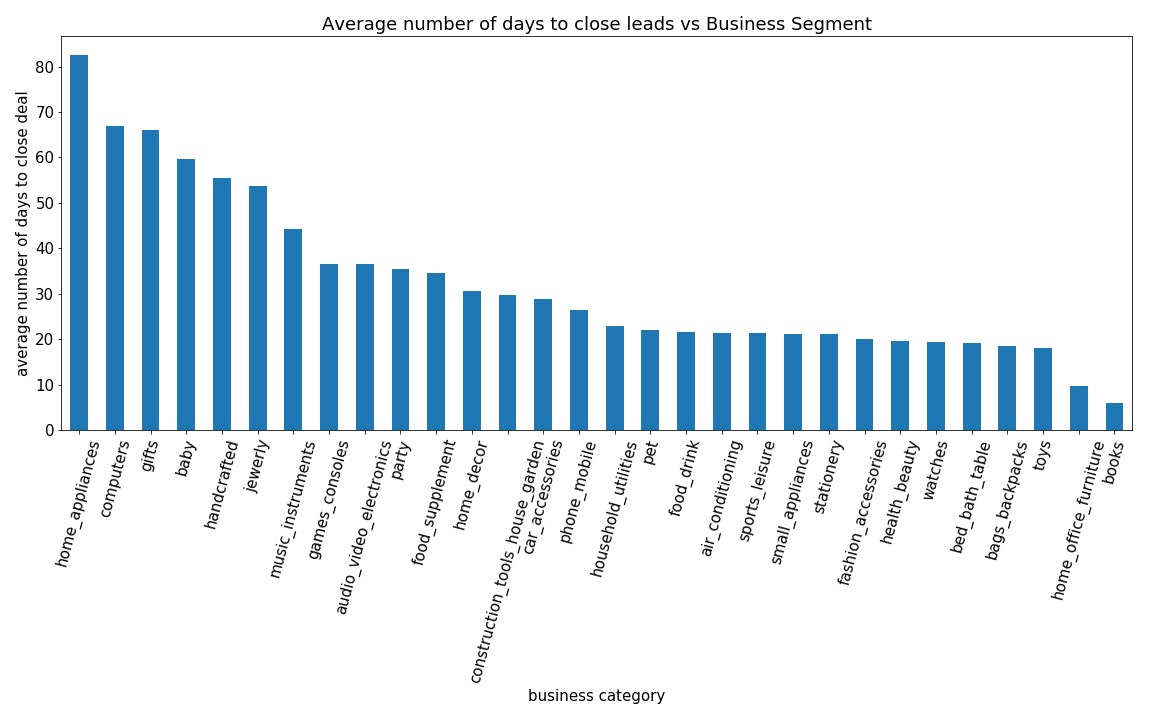 Average number of days to close leads vs Business Segment
average number of days to close deal
80
70
60
50
40
30
20
10
0
home_appliances
computers
gifts
baby
handcrafted
jewerly
music_instruments
games_consoles
audio_video_electronics
party
food_supplement
home_decor
construction_tools_house_garden
car_accessories
phone_mobile
household_utilities
pet
food_drink
air_conditioning
sports_leisure
small_appliances
stationery
fashion_accessories
health_beauty
watches
bed_bath_table
bags_backpacks
toys
home_office_furniture
books
business category